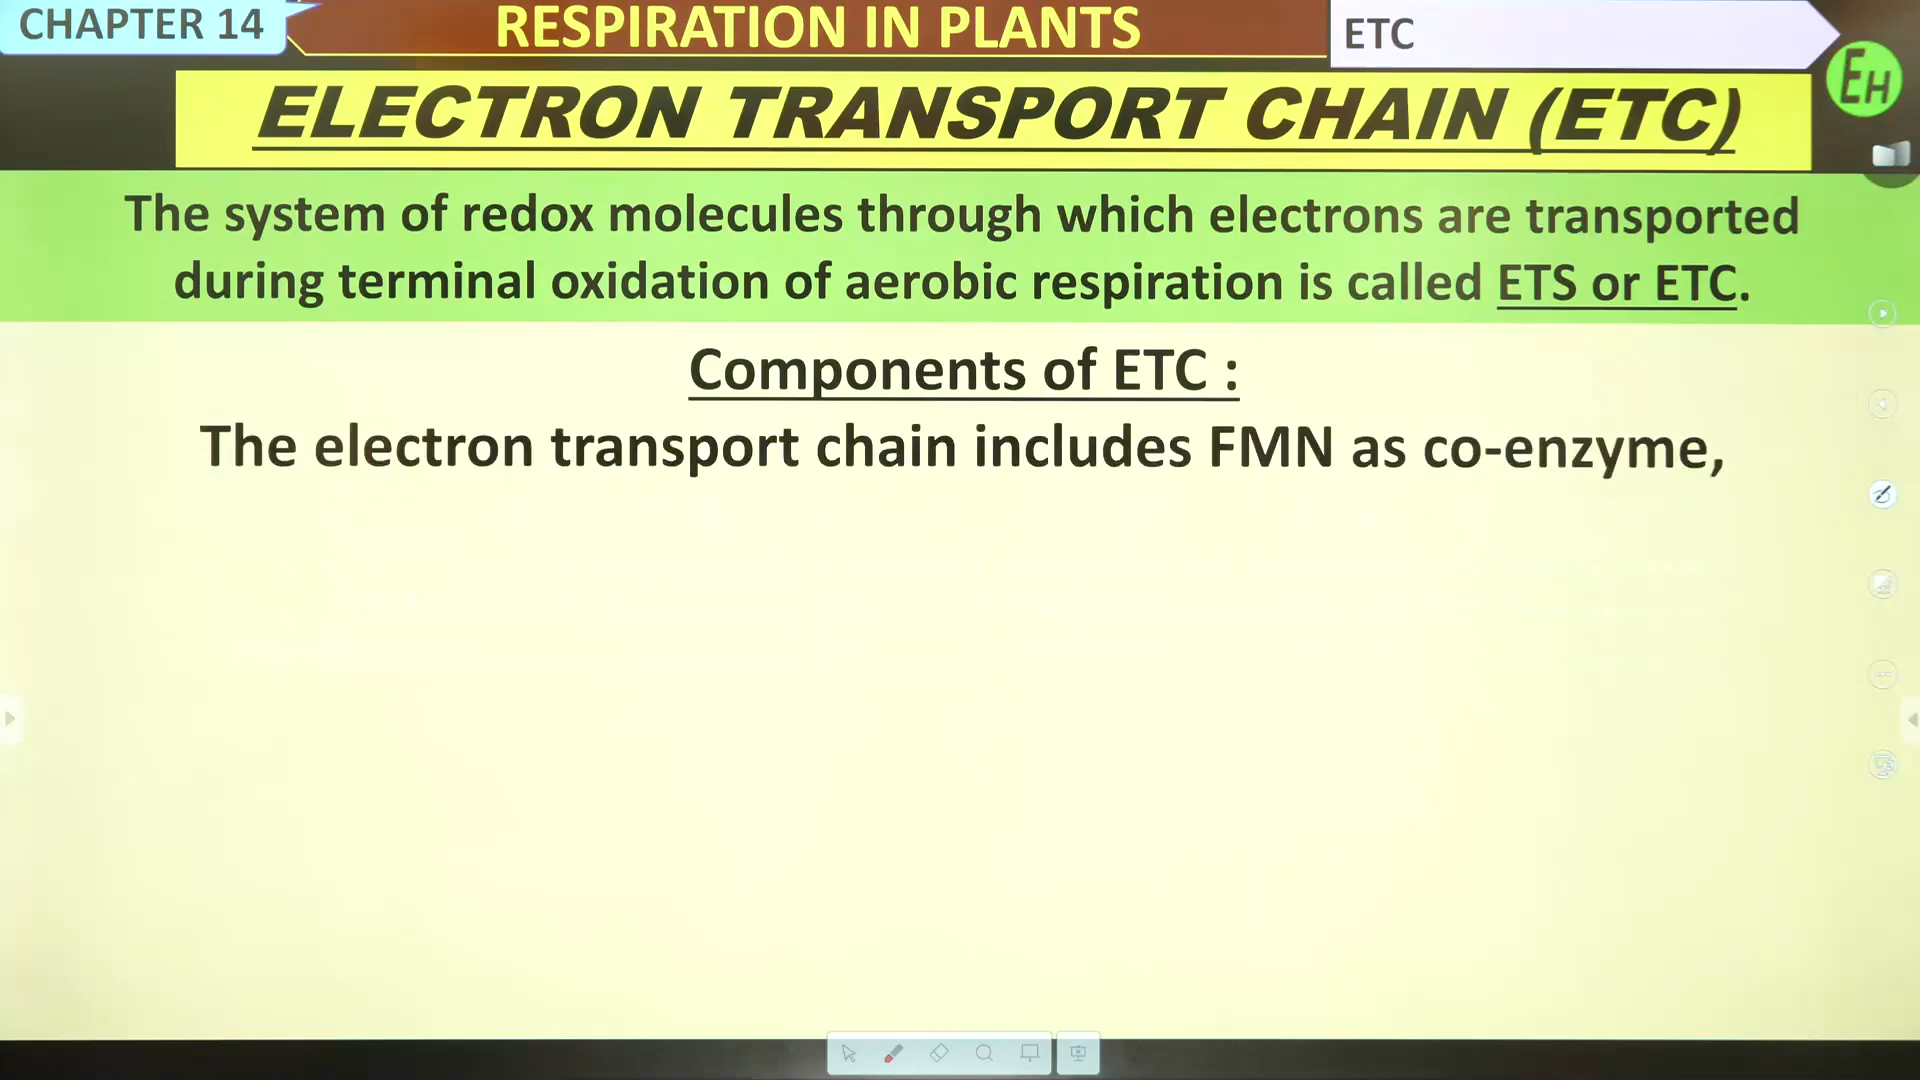 CHAPTER 14
RESPIRATION IN PLANTS
ETC
EH
ELECTRON TRANSPORT CHAIN (ETC)
The system of redox molecules through which electrons are transported
during terminal oxidation of aerobic respiration is called ETS or ETC.
Components of ETC :
The electron transport chain includes FMN as co-enzyme,